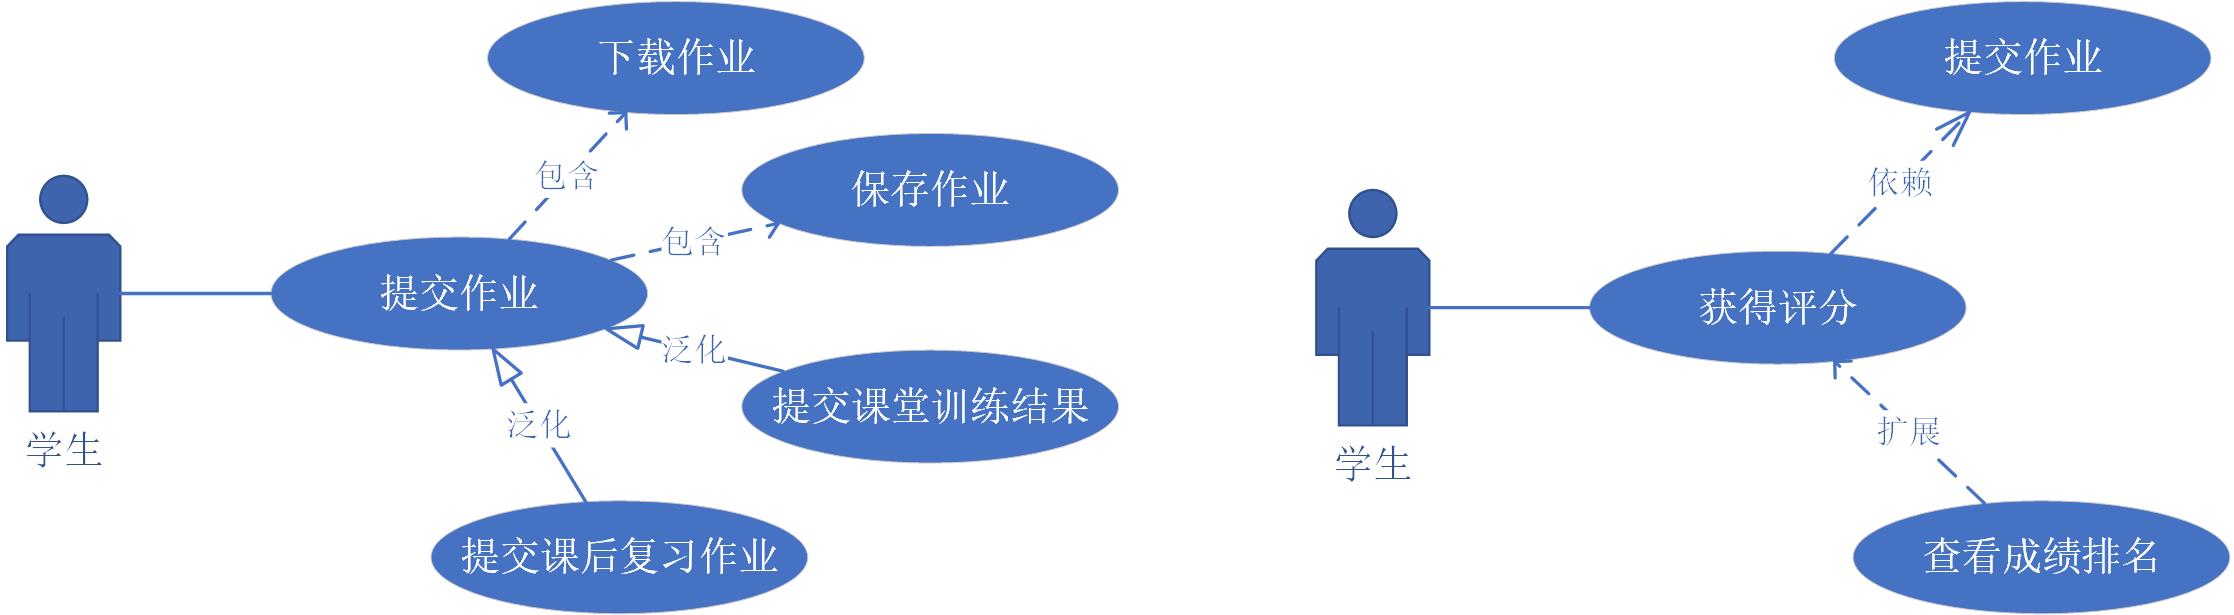 下载作业
包含
保存作业
包含
提交作业
泛化
提交课堂训练结果
泛化
提交课后复习作业
学生
提交作业
依赖
获得评分
扩展
查看成绩排名
学生